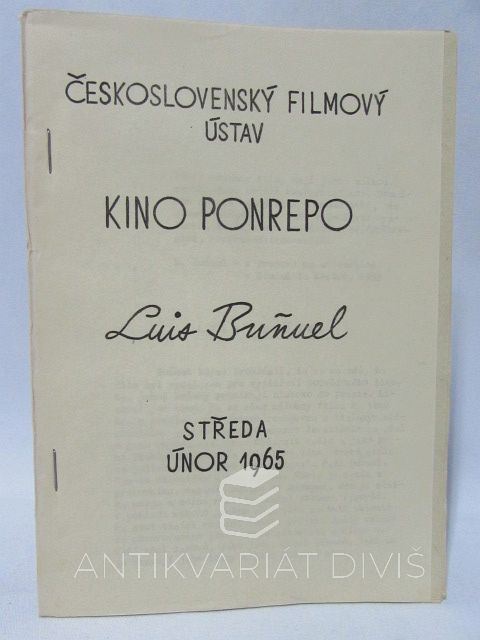 ČESKOSLOVENSKÝ FILMOVÝ
ÚSTAV
KINO PONREPO
Luis Buñuel
STŘEDA
ÚNOR 1965
ANTIKVARIÁT DIVIŠ